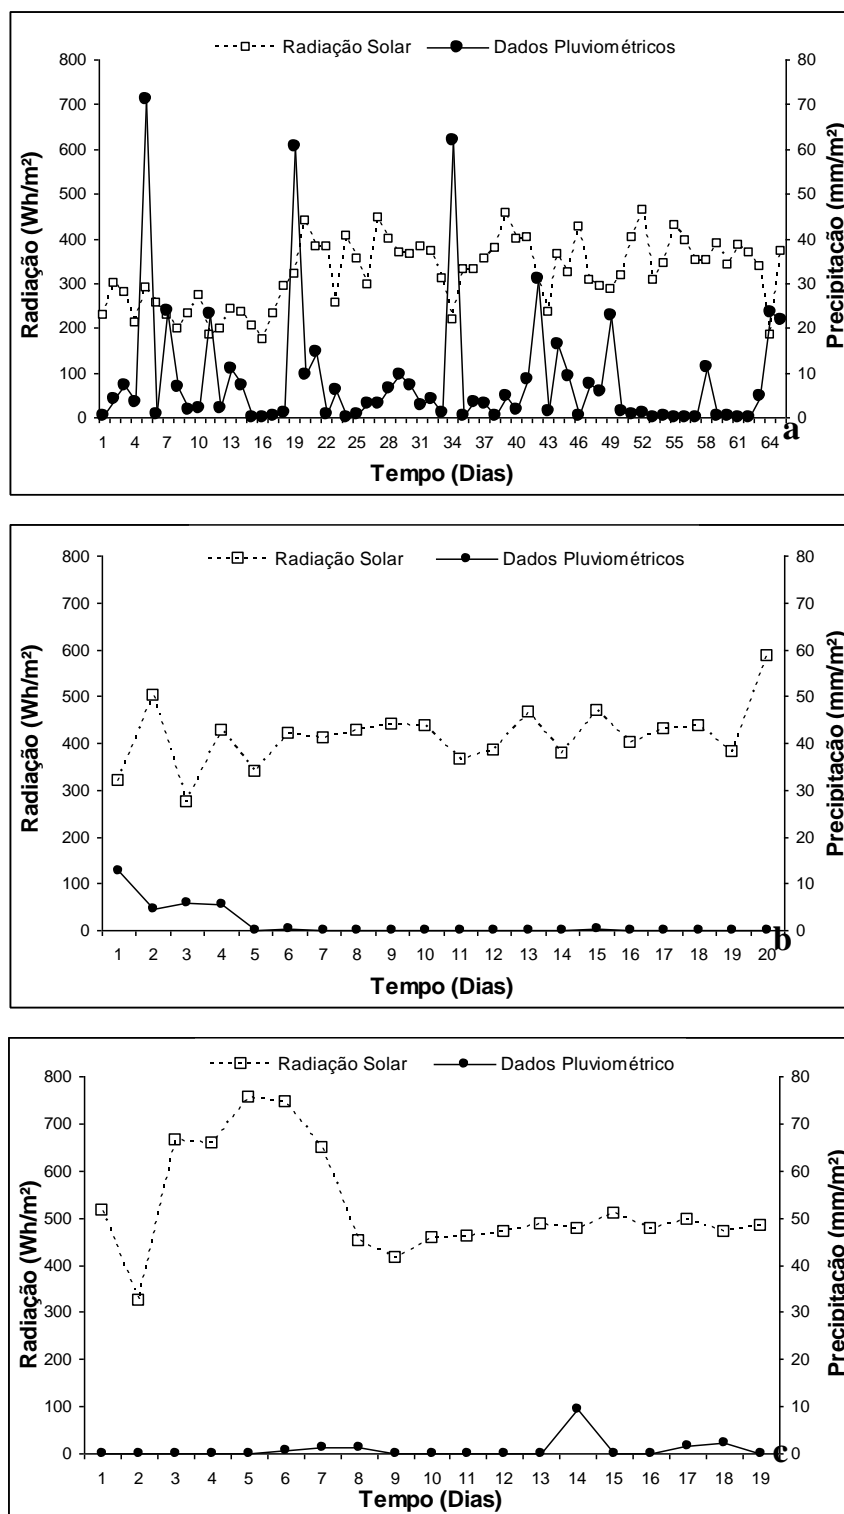 Radiação Solar Dados Pluviométricos
800 80
700 70
600 60
500 50
400 40
300 30
200 20
100 10
0 0
Radiação (Wh/m²)
Precipitação (mm/m²)
1 4 7 10 13 16 19 22 25 28 31 34 37 40 43 46 49 52 55 58 61 64
a
Tempo (Dias)
Radiação Solar Dados Pluviométricos
800 80
700 70
600 60
500 50
400 40
300 30
200 20
100 10
0 0
Radiação (Wh/m²)
Precipitação (mm/m²)
1 2 3 4 5 6 7 8 9 10 11 12 13 14 15 16 17 18 19 20
b
Tempo (Dias)
Radiação Solar Dados Pluviométrico
800 80
700 70
600 60
500 50
400 40
300 30
200 20
100 10
0 0
Radiação (Wh/m²)
Precipitação (mm/m²)
c
1 2 3 4 5 6 7 8 9 10 11 12 13 14 15 16 17 18 19
Tempo (Dias)